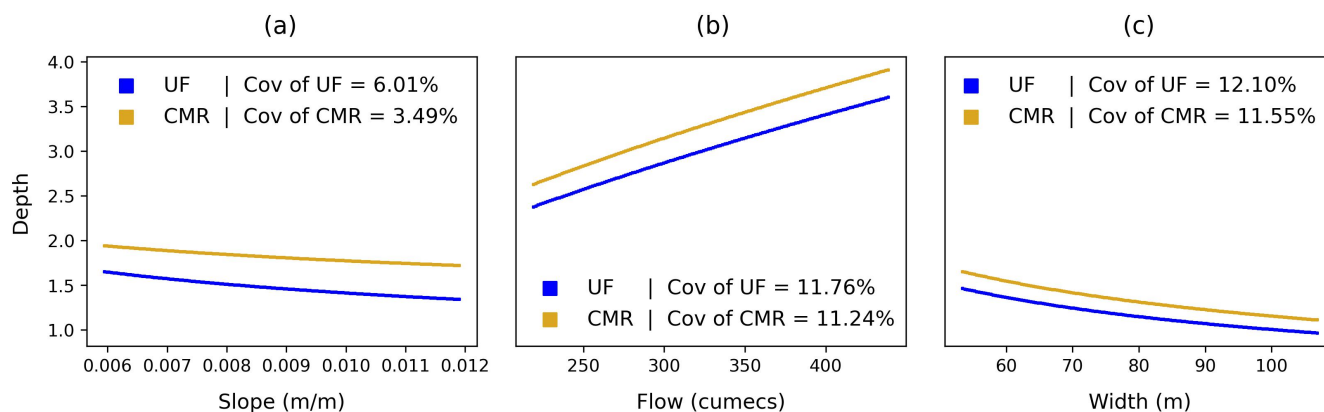 (a)
(b)
(c)
Depth
4.0
3.5
3.0
2.5
2.0
1.5
1.0
UF | Cov of UF = 6.01%
CMR | Cov of CMR = 3.49%
0.006 0.007 0.008 0.009 0.010 0.011 0.012
Slope (m/m)
UF | Cov of UF = 11.76%
CMR | Cov of CMR = 11.24%
250 300 350 400
Flow (cumecs)
UF | Cov of UF = 12.10%
CMR | Cov of CMR = 11.55%
60 70 80 90 100
Width (m)